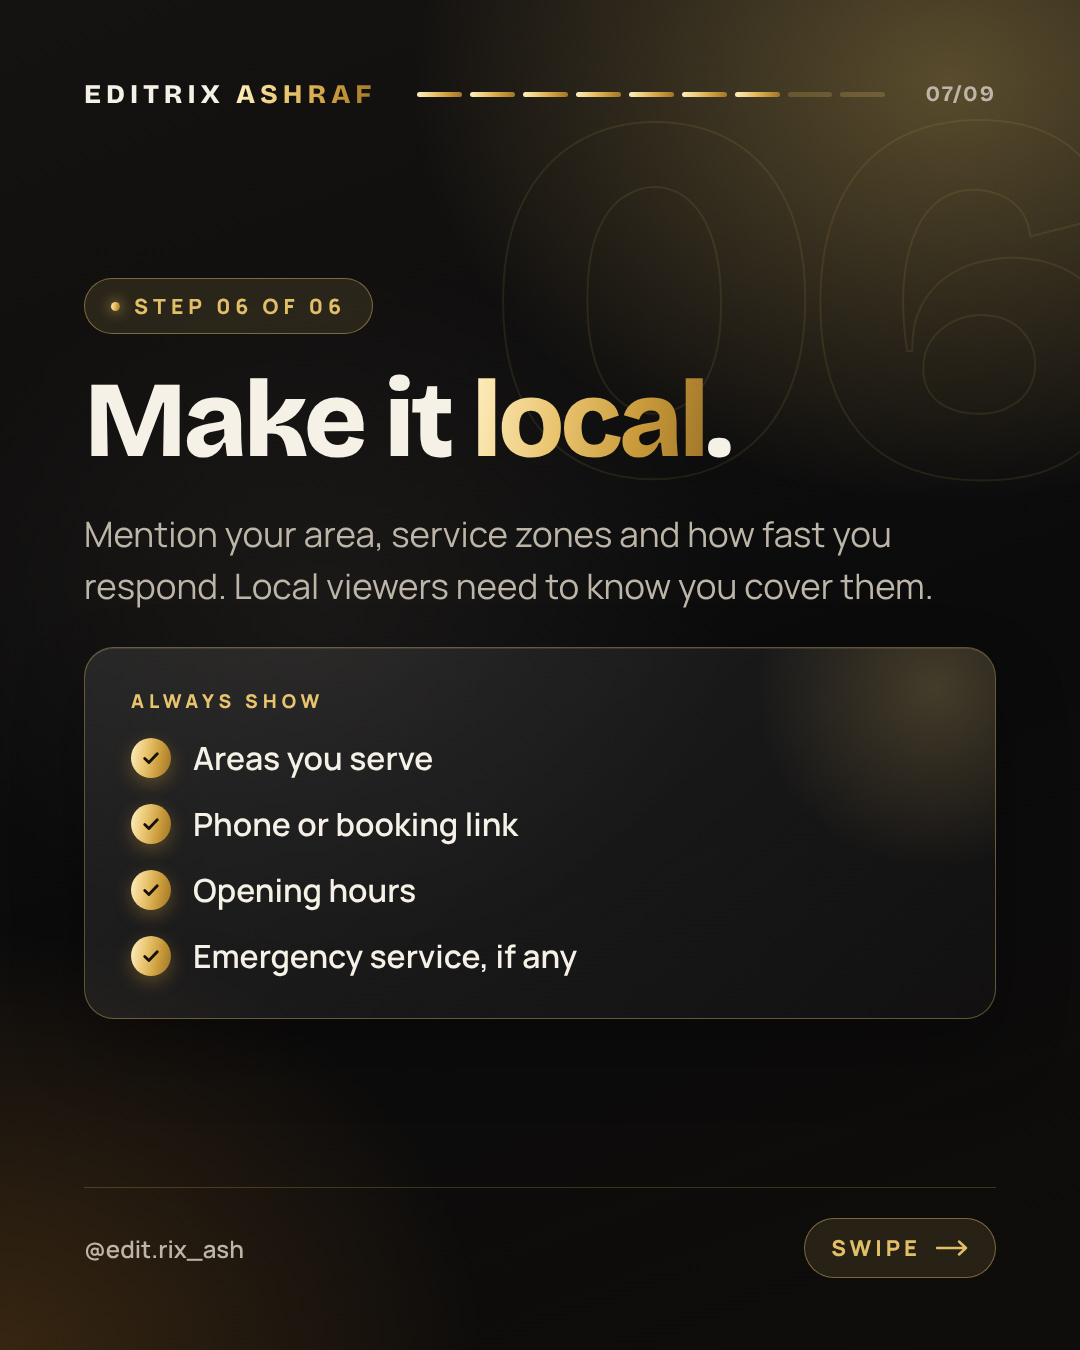 EDITRIX ASHRAF
07/09
06
STEP 06 OF 06
Make it local.
Mention your area, service zones and how fast you
respond. Local viewers need to know you cover them.
ALWAYS SHOW
Areas you serve
Phone or booking link
Opening hours
Emergency service, if any
@edit.rix_ash
SWIPE →